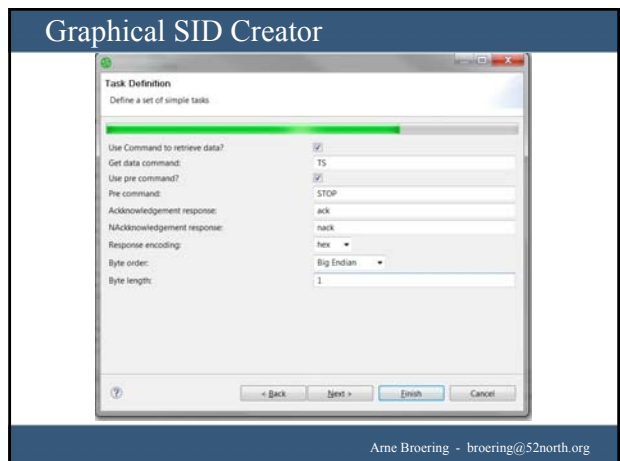 Graphical SID Creator
Task Definition
Define a set of simple tasks
Use Command to retrieve data?
Get data command: TS
Use pre command?
Pre command: STOP
Ackknowledgement response: ack
NAckknowledgement response: nack
Response encoding: hex
Byte order: Big Endian
Byte length: 1
< Back Next > Finish Cancel
Arne Broering - broering@52north.org